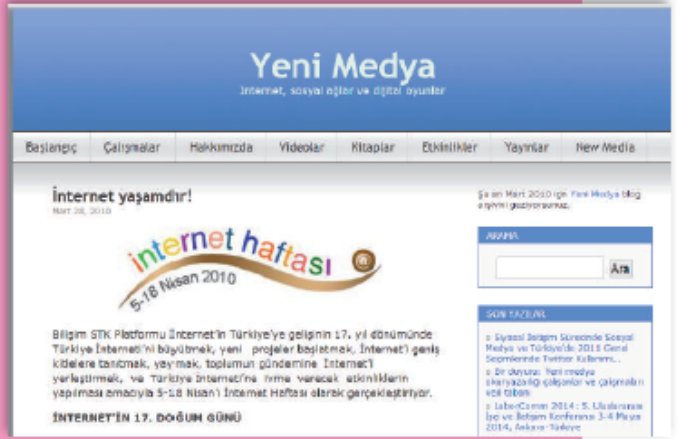 Yeni Medya
İnternet, sosyal ağlar ve dijital oyunlar
Başlangıç Çalışmalar Hakkımızda Videolar Kitaplar Etkinlikler Yayınlar New Media
İnternet yaşamdır!
Mart 28, 2010
internet haftası
5-18 Nisan 2010
Bilişim STK Platformu İnternet'in Türkiye'ye gelişinin 17. yıl dönümünde
Türkiye İnterneti'ni büyütmek, yeni projeler başlatmak, İnternet'i geniş
kitlelere tanıtmak, yaymak, toplumun gündemine İnternet'i
yerleştirmek, ve Türkiye İnterneti'ne ivme verecek etkinliklerin
yapılması amacıyla 5-18 Nisan'ı İnternet Haftası olarak gerçekleştiriyor.
İNTERNET'İN 17. DOĞUM GÜNÜ
Şu an Mart 2010 için Yeni Medya blog
arşivini geziyorsunuz.
ARAMA
Ara
SON YAZILAR
Siyasal İletişim Sürecinde Sosyal
Medya ve Türkiye'de 2011 Genel
Seçimlerinde Twitter Kullanımı...
Bir duyuru: Yeni medya
okuryazarlığı çalışanlar ve çalışmaları
veri tabanı
LaborComm 2014: 5. Uluslararası
İşçi ve İletişim Konferansı 3-4 Mayıs
2014, Ankara-Türkiye